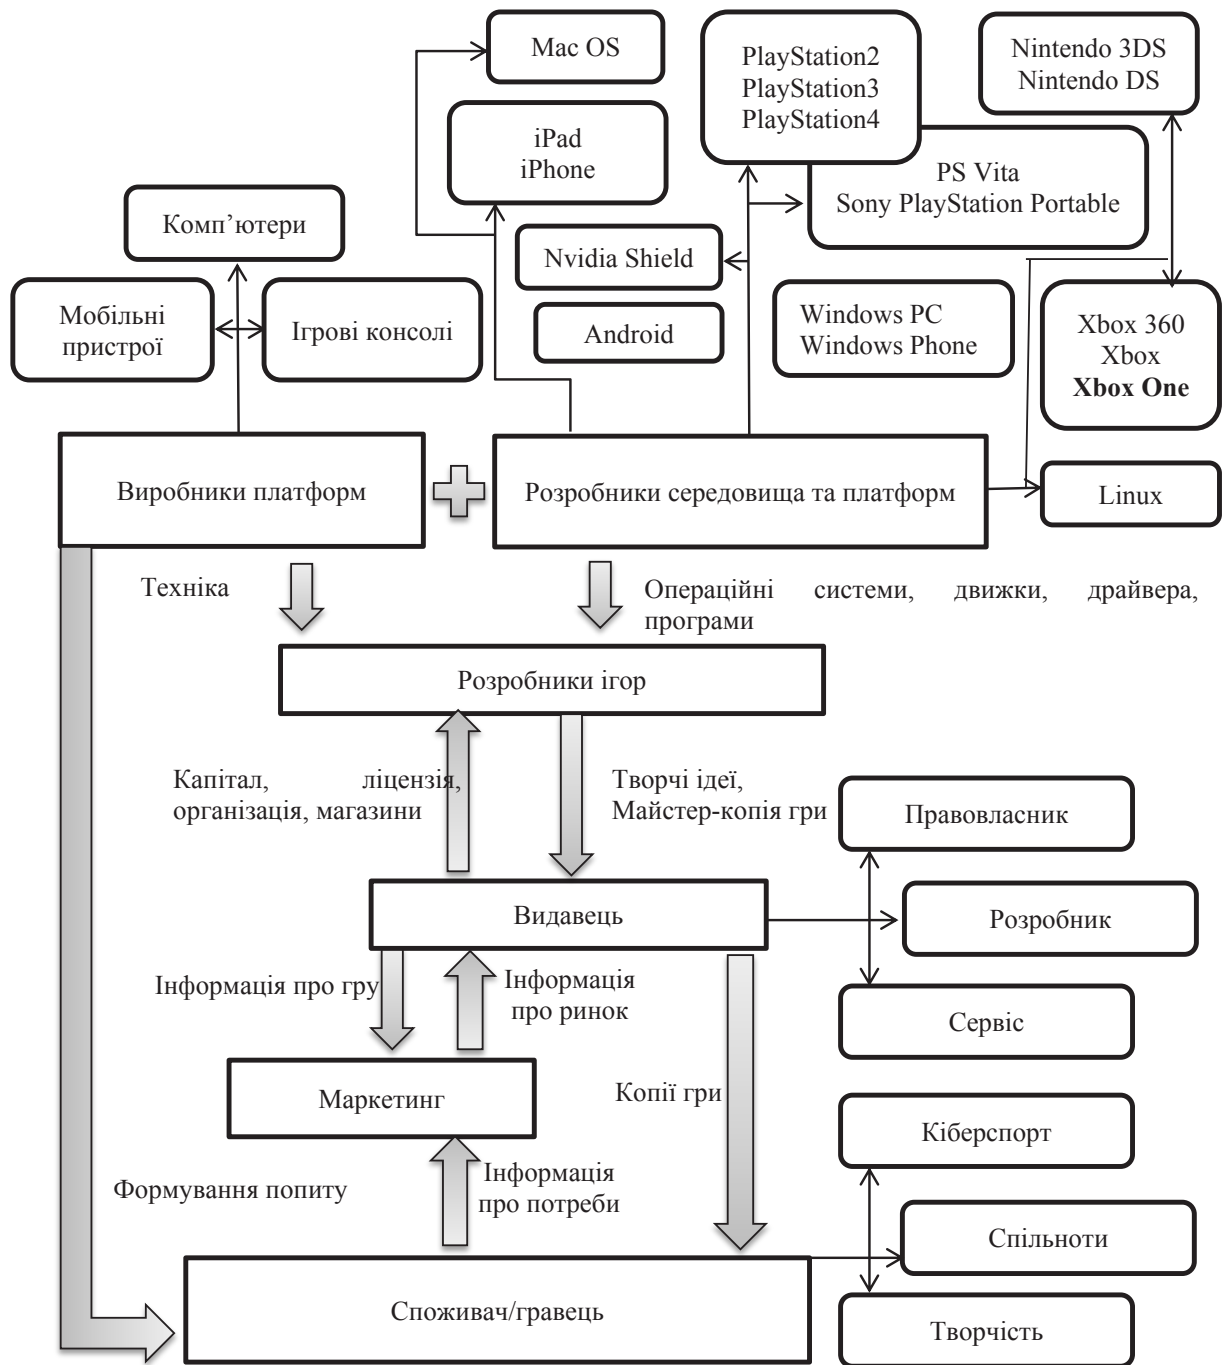 Mac OS
PlayStation2
PlayStation3
PlayStation4
Nintendo 3DS
Nintendo DS
iPad
iPhone
PS Vita
Sony PlayStation Portable
Комп’ютери
Nvidia Shield
Мобільні
пристрої
Ігрові консолі
Android
Windows PC
Windows Phone
Xbox 360
Xbox
Xbox One
Виробники платформ
Розробники середовища та платформ
Linux
Техніка
Операційні системи, движки, драйвера,
програми
Розробники ігор
Капітал, ліцензія,
організація, магазини
Творчі ідеї,
Майстер-копія гри
Правовласник
Видавець
Розробник
Інформація про гру
Інформація
про ринок
Сервіс
Маркетинг
Копії гри
Кіберспорт
Формування попиту
Інформація
про потреби
Спільноти
Споживач/гравець
Творчість